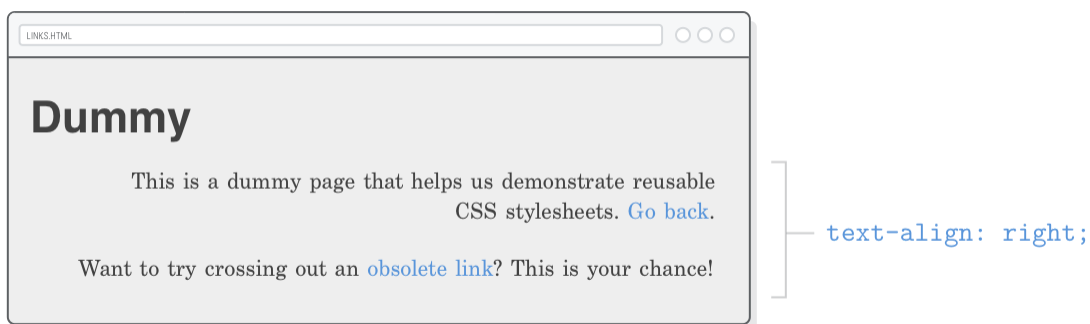 LINKS.HTML
Dummy
This is a dummy page that helps us demonstrate reusable
CSS stylesheets. Go back.
Want to try crossing out an obsolete link? This is your chance!
text-align: right;